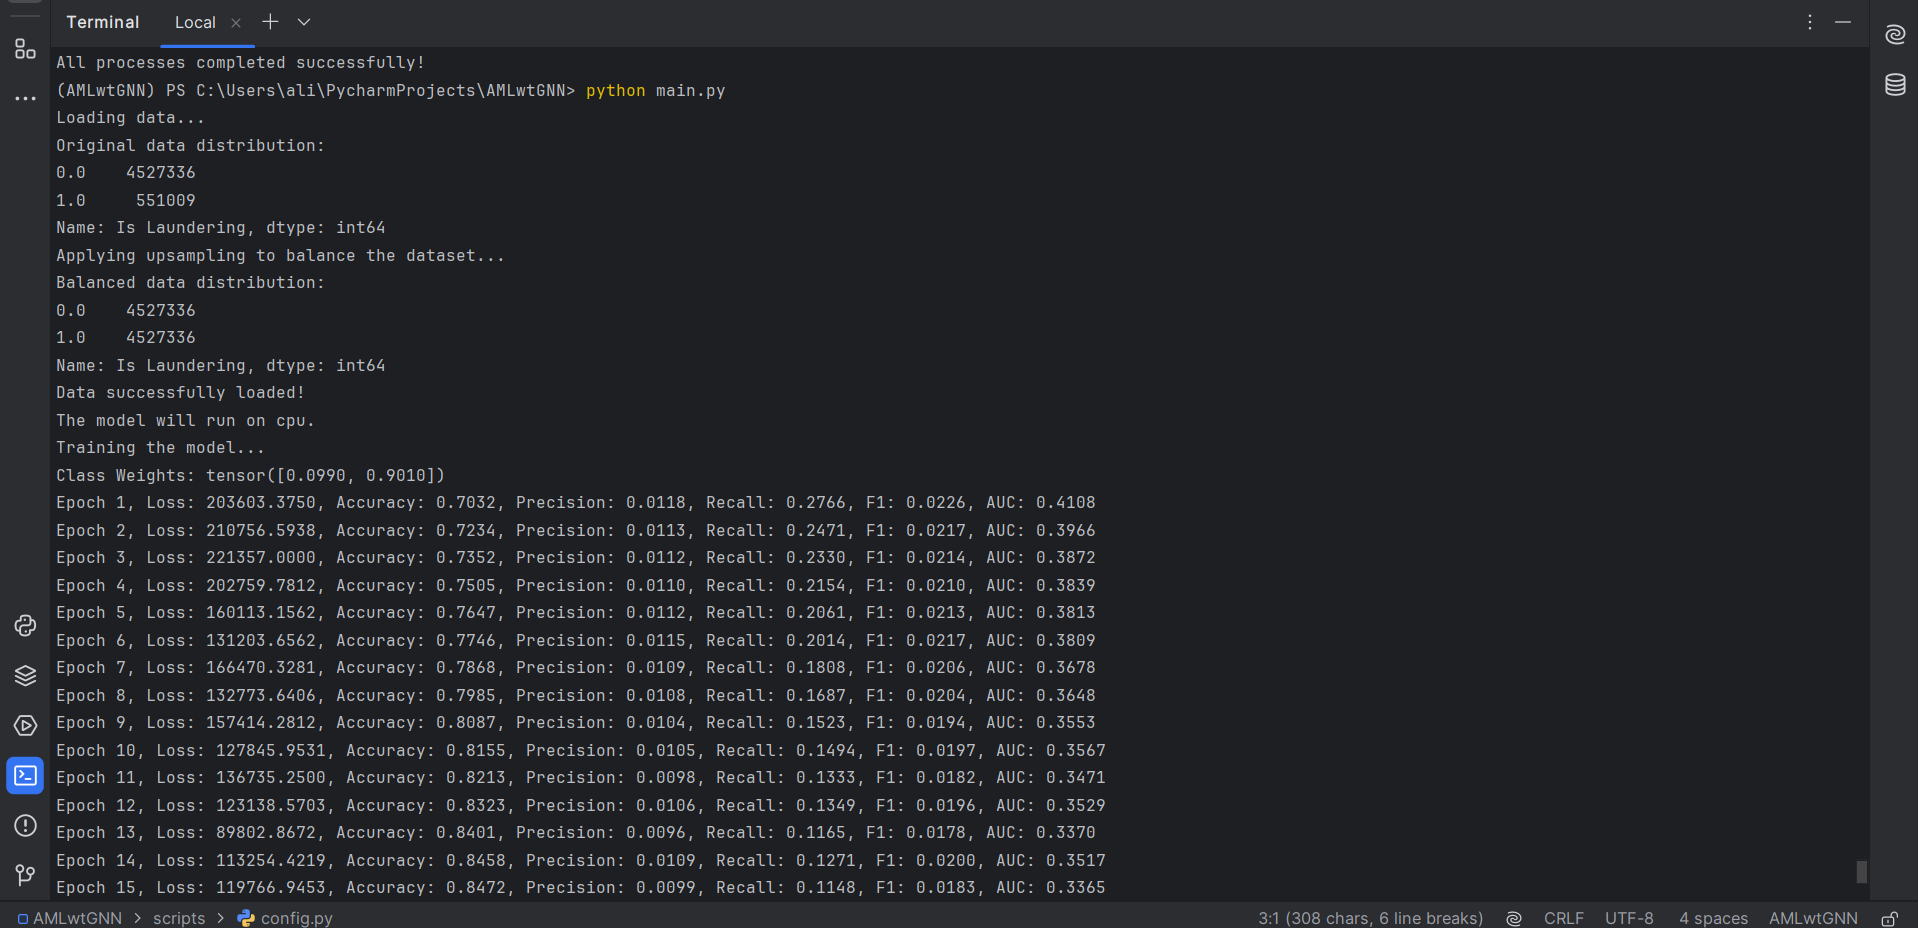 Terminal Local
All processes completed successfully!
(AMLwtGNN) PS C:\Users\ali\PycharmProjects\AMLwtGNN> python main.py
Loading data...
Original data distribution:
0.0    4527336
1.0     551009
Name: Is Laundering, dtype: int64
Applying upsampling to balance the dataset...
Balanced data distribution:
0.0    4527336
1.0    4527336
Name: Is Laundering, dtype: int64
Data successfully loaded!
The model will run on cpu.
Training the model...
Class Weights: tensor([0.0990, 0.9010])
Epoch 1, Loss: 203603.3750, Accuracy: 0.7032, Precision: 0.0118, Recall: 0.2766, F1: 0.0226, AUC: 0.4108
Epoch 2, Loss: 210756.5938, Accuracy: 0.7234, Precision: 0.0113, Recall: 0.2471, F1: 0.0217, AUC: 0.3966
Epoch 3, Loss: 221357.0000, Accuracy: 0.7352, Precision: 0.0112, Recall: 0.2330, F1: 0.0214, AUC: 0.3872
Epoch 4, Loss: 202759.7812, Accuracy: 0.7505, Precision: 0.0110, Recall: 0.2154, F1: 0.0210, AUC: 0.3839
Epoch 5, Loss: 160113.1562, Accuracy: 0.7647, Precision: 0.0112, Recall: 0.2061, F1: 0.0213, AUC: 0.3813
Epoch 6, Loss: 131203.6562, Accuracy: 0.7746, Precision: 0.0115, Recall: 0.2014, F1: 0.0217, AUC: 0.3809
Epoch 7, Loss: 166470.3281, Accuracy: 0.7868, Precision: 0.0109, Recall: 0.1808, F1: 0.0206, AUC: 0.3678
Epoch 8, Loss: 132773.6406, Accuracy: 0.7985, Precision: 0.0108, Recall: 0.1687, F1: 0.0204, AUC: 0.3648
Epoch 9, Loss: 157414.2812, Accuracy: 0.8087, Precision: 0.0104, Recall: 0.1523, F1: 0.0194, AUC: 0.3553
Epoch 10, Loss: 127845.9531, Accuracy: 0.8155, Precision: 0.0105, Recall: 0.1494, F1: 0.0197, AUC: 0.3567
Epoch 11, Loss: 136735.2500, Accuracy: 0.8213, Precision: 0.0098, Recall: 0.1333, F1: 0.0182, AUC: 0.3471
Epoch 12, Loss: 123138.5703, Accuracy: 0.8323, Precision: 0.0106, Recall: 0.1349, F1: 0.0196, AUC: 0.3529
Epoch 13, Loss: 89802.8672, Accuracy: 0.8401, Precision: 0.0096, Recall: 0.1165, F1: 0.0178, AUC: 0.3370
Epoch 14, Loss: 113254.4219, Accuracy: 0.8458, Precision: 0.0109, Recall: 0.1271, F1: 0.0200, AUC: 0.3517
Epoch 15, Loss: 119766.9453, Accuracy: 0.8472, Precision: 0.0099, Recall: 0.1148, F1: 0.0183, AUC: 0.3365
AMLwtGNN > scripts > config.py 3:1 (308 chars, 6 line breaks) CRLF UTF-8 4 spaces AMLwtGNN